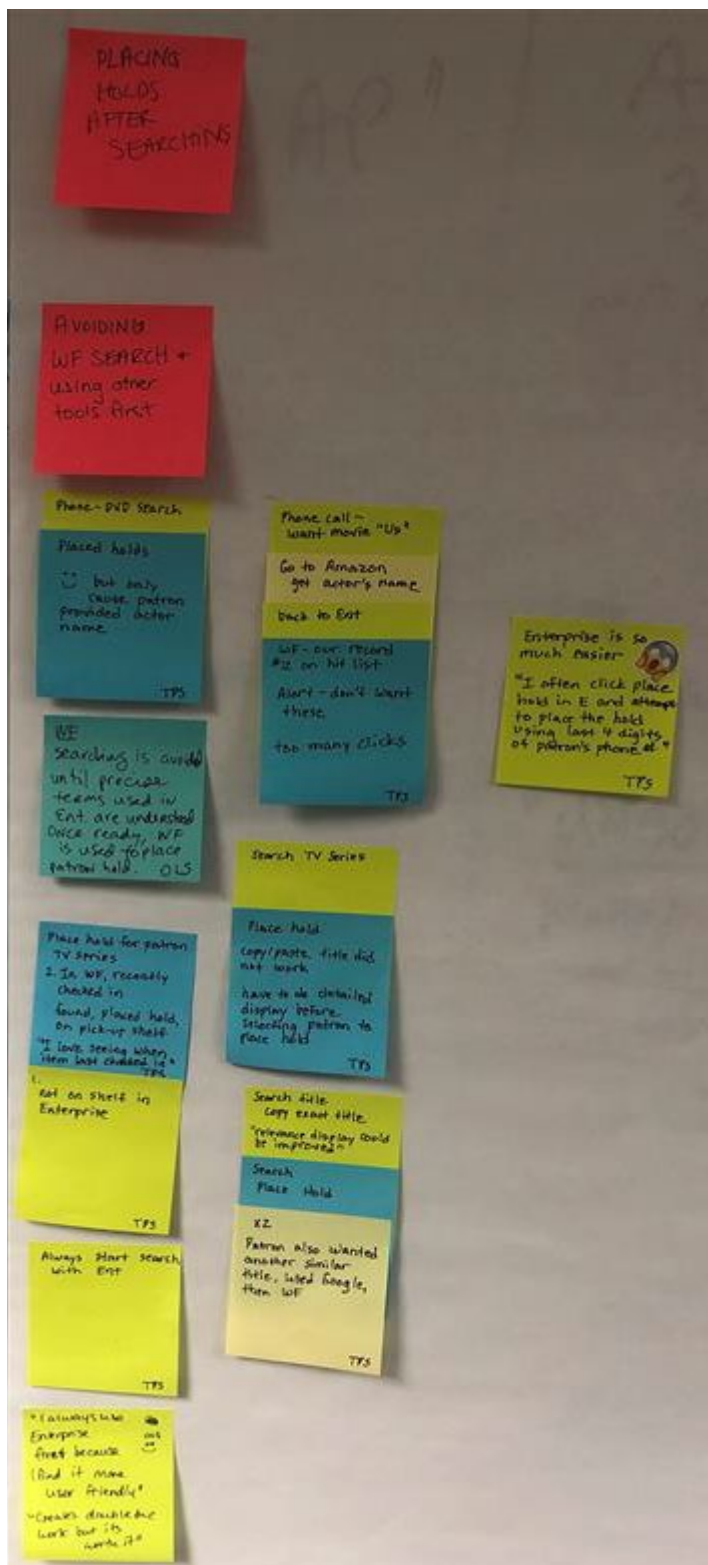 PLACING
HOLDS
AFTER
SEARCHING
AVOIDING
WF SEARCH +
using other
tools first
Phone - DVD Search
Placed holds
but only
cause patron
provided actor
name
TPS
WF
Searching is avoided
until precise
terms used in
Ent. are understood
Once ready, WF
is used to place
patron hold. OLS
Place hold for patron
TV series
2. In WF, recently
checked in
found, placed hold,
on pick-up shelf
"I love seeing when
item last checked in"
TPS
1.
not on shelf in
Enterprise
TPS
Always start search
with Ent
TPS
"I always use
Enterprise
first because
I find it more
user friendly"
"Creates double the
work but its
worth it"
Phone call -
want movie "Us"
Go to Amazon
get actor's name
back to Ent
WF - our record
#12 on hit list
Alert - don't want
these
too many clicks
TPS
Search TV Series
Place hold
copy/paste title did
not work
have to do detailed
display before
selecting patron to
place hold
TPS
Search title
copy exact title
"relevance display could
be improved"
Search
Place Hold
x2
Patron also wanted
another similar
title, used Google,
then WF
TPS
Enterprise is so
much easier
"I often click place
hold in E and attempt
to place the hold
using last 4 digits
of patron's phone #"
TPS